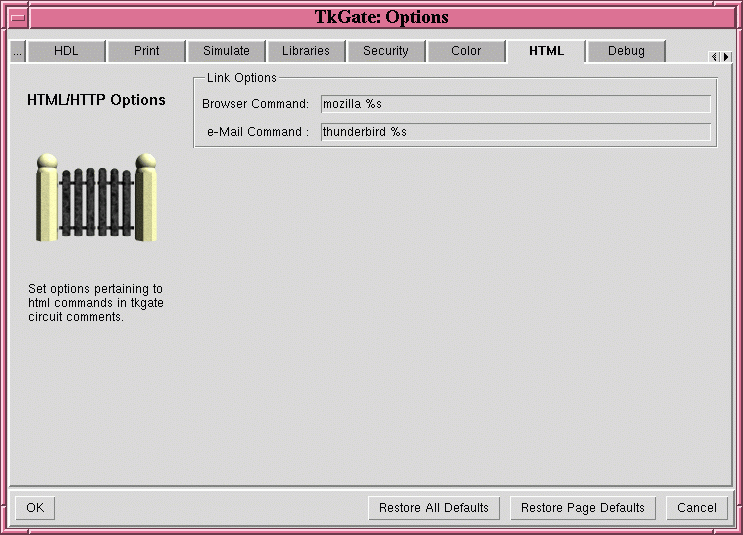 TkGate: Options
... HDL Print Simulate Libraries Security Color HTML Debug
HTML/HTTP Options
Link Options
Browser Command: mozilla %s
e-Mail Command : thunderbird %s
Set options pertaining to
html commands in tkgate
circuit comments.
OK Restore All Defaults Restore Page Defaults Cancel